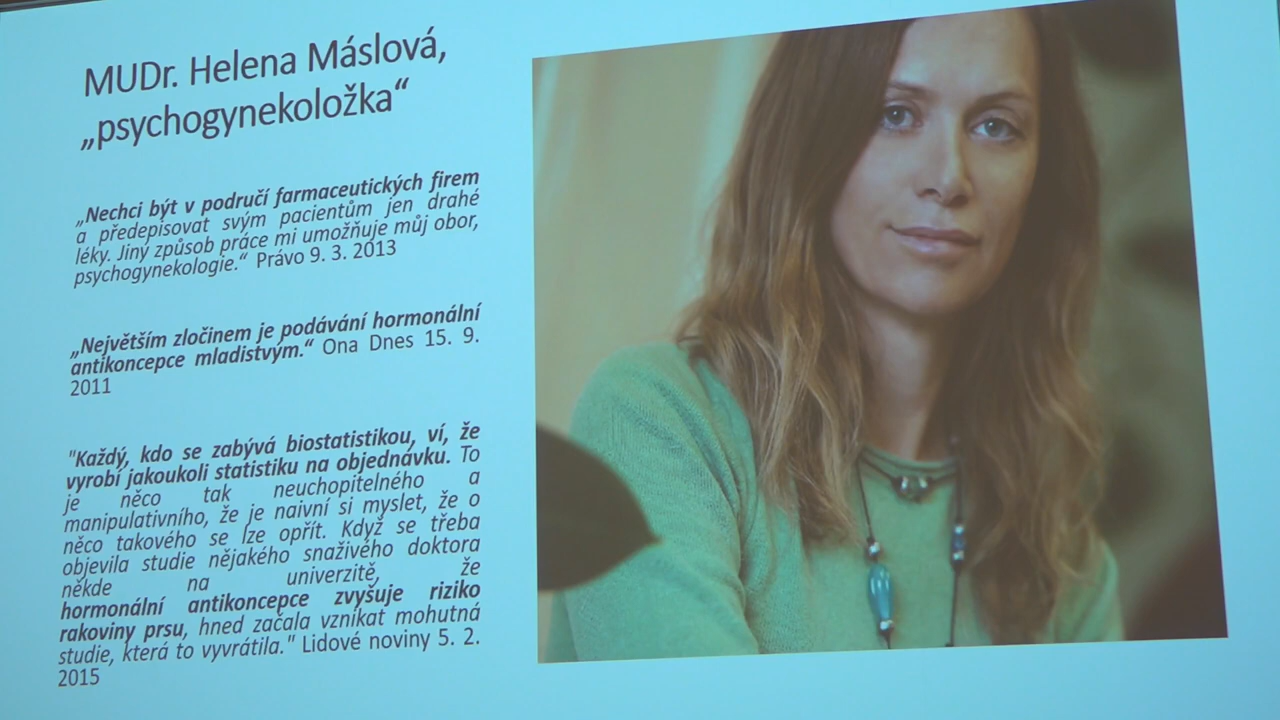 MUDr. Helena Máslová,
„psychogynekoložka“
„Nechci být v područí farmaceutických firem
a předepisovat svým pacientům jen drahé
léky. Jiný způsob práce mi umožňuje můj obor,
psychogynekologie.“ Právo 9. 3. 2013
„Největším zločinem je podávání hormonální
antikoncepce mladistvým.“ Ona Dnes 15. 9.
2011
"Každý, kdo se zabývá biostatistikou, ví, že
vyrobí jakoukoli statistiku na objednávku. To
je něco tak neuchopitelného a
manipulativního, že je naivní si myslet, že o
něco takového se lze opřít. Když se třeba
objevila studie nějakého snaživého doktora
někde na univerzitě, že
hormonální antikoncepce zvyšuje riziko
rakoviny prsu, hned začala vznikat mohutná
studie, která to vyvrátila." Lidové noviny 5. 2.
2015